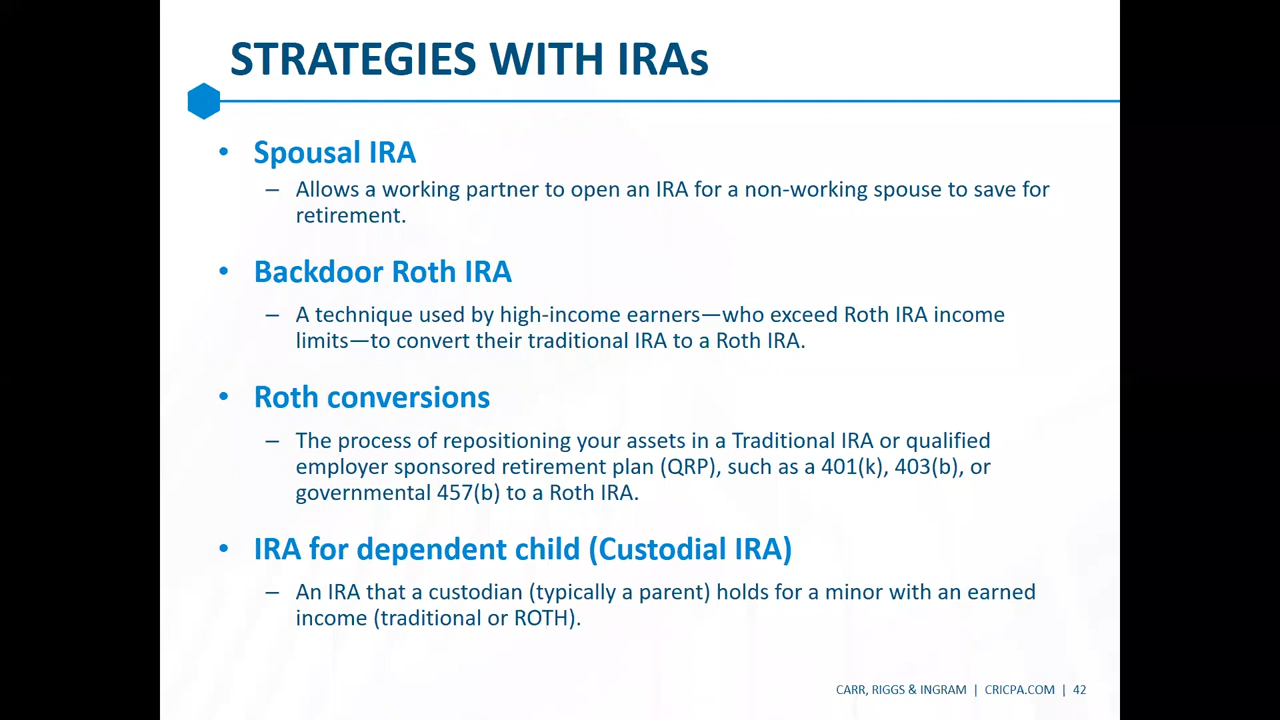 STRATEGIES WITH IRAs
• Spousal IRA
– Allows a working partner to open an IRA for a non-working spouse to save for
retirement.
• Backdoor Roth IRA
– A technique used by high-income earners—who exceed Roth IRA income
limits—to convert their traditional IRA to a Roth IRA.
• Roth conversions
– The process of repositioning your assets in a Traditional IRA or qualified
employer sponsored retirement plan (QRP), such as a 401(k), 403(b), or
governmental 457(b) to a Roth IRA.
• IRA for dependent child (Custodial IRA)
– An IRA that a custodian (typically a parent) holds for a minor with an earned
income (traditional or ROTH).
CARR, RIGGS & INGRAM | CRICPA.COM | 42